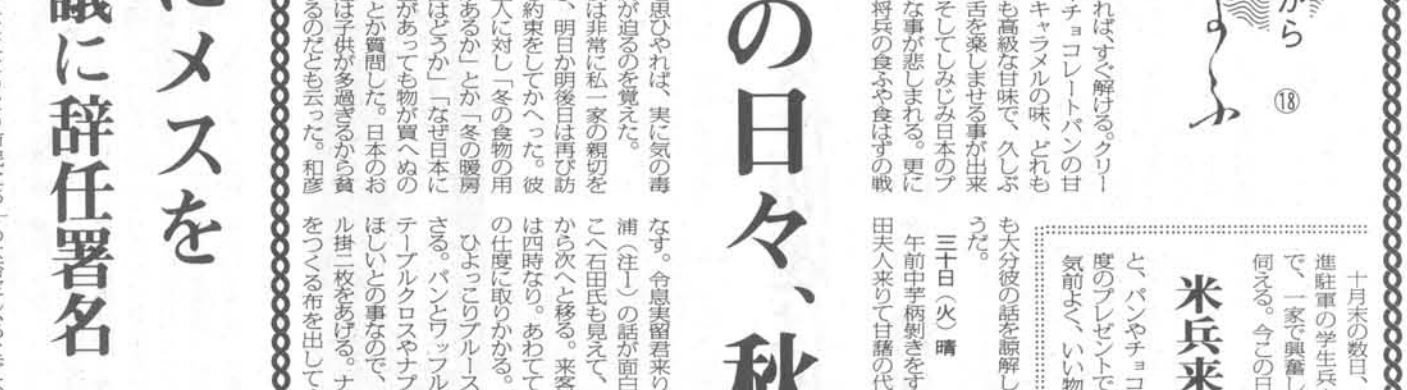 から
⑱
れば、すぐ解ける。クリー
・チョコレートパンの甘
キャラメルの味、どれも
も高級な甘味で、久しぶ
舌を楽しませる事が出来
そしてしみじみ日本のプ
な事が悲しまれる。更に
将兵の食ふや食はずの戦
十月末の数日、
進駐軍の学生兵
で、一家で興奮し
伺える。今この日
米兵来
と、パンやチョコ
度のプレゼントで
気前よく、いい物
も大分彼の話を諒解し
うだ。
三十日（火）晴
午前中芋柄剝きをす
田夫人来りて甘藷の代
の日々、秋
思ひやれば、実に気の毒
が迫るのを覚えた。
は非常に私一家の親切を
、明日か明後日は再び訪
約束をしてかへった。彼
人に対し「冬の食物の用
あるか」とか「冬の暖房
はどうか」「なぜ日本に
があっても物が買へぬの
とか質問した。日本のお
は子供が多過ぎるから貧
るのだとも云った。和彦
なす。令息実留君来り
浦（注1）の話が面白
こへ石田氏も見えて、
から次へと移る。来客
は四時なり。あわてて
の仕度に取りかかる。
ひょっこりブルース
さる。パンとワッフル
テーブルクロスやナプ
ほしいとの事なので、
ル掛二枚をあげる。ナ
をつくる布を出して
メスを
議に辞任署名